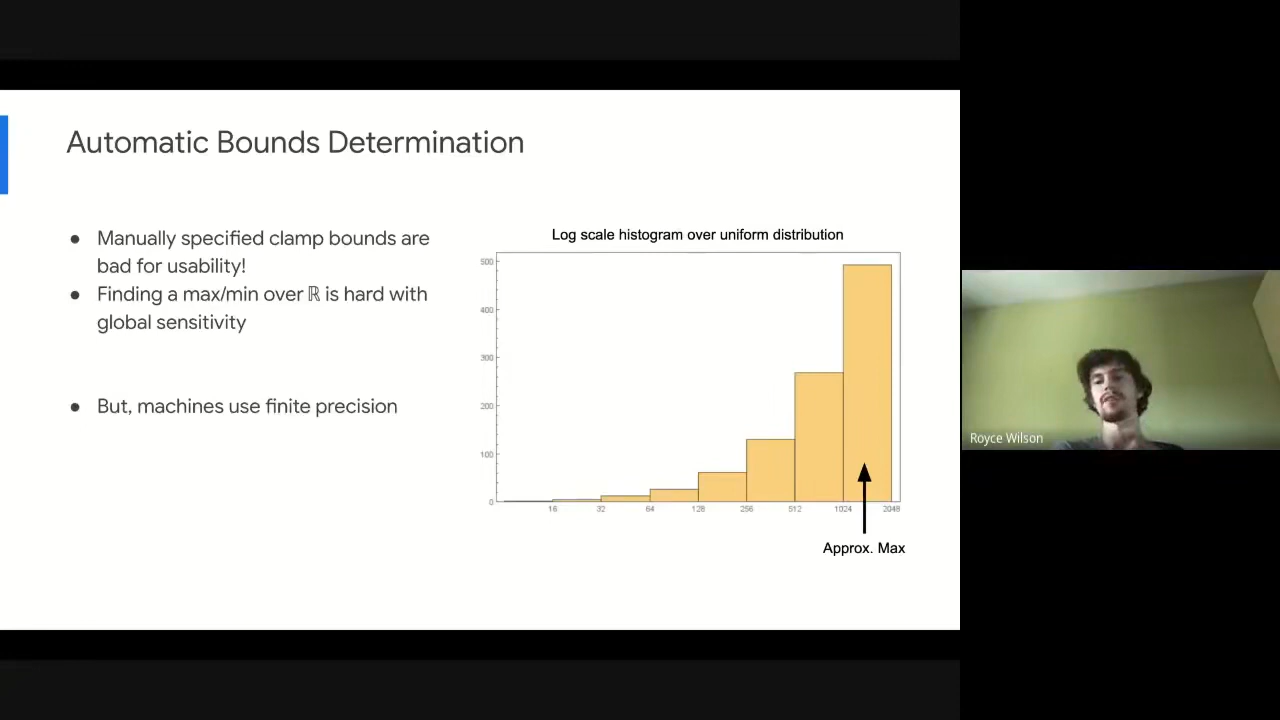 Automatic Bounds Determination
● Manually specified clamp bounds are
bad for usability!
● Finding a max/min over ℝ is hard with
global sensitivity
● But, machines use finite precision
Log scale histogram over uniform distribution
500
400
300
200
100
0
16 32 64 128 256 512 1024 2048
Approx. Max
Royce Wilson